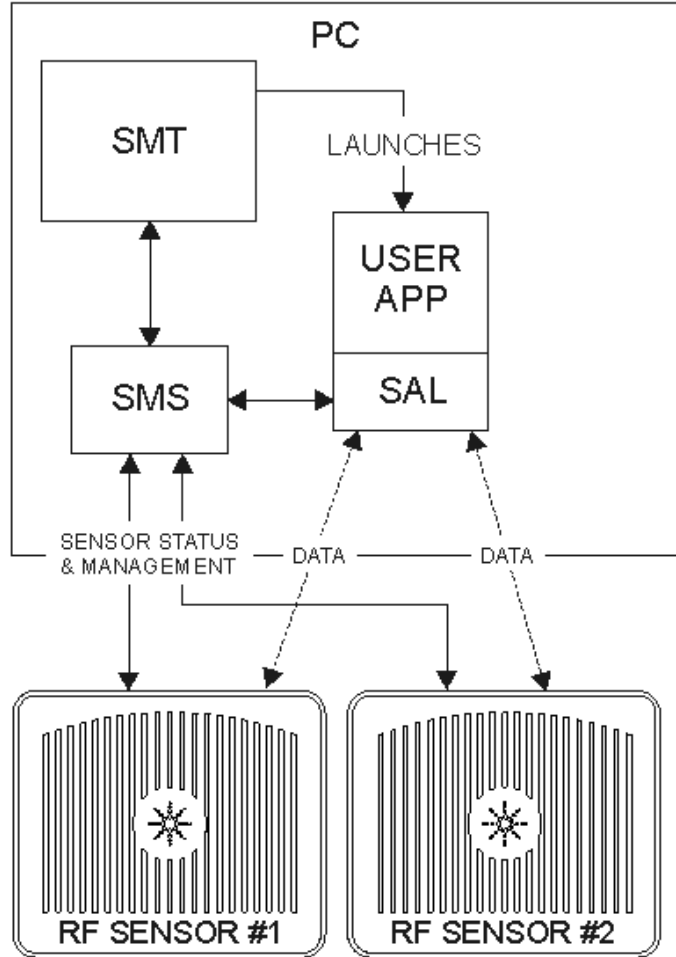 PC
SMT
LAUNCHES
USER
APP
SMS
SAL
SENSOR STATUS
& MANAGEMENT
DATA
DATA
RF SENSOR #1
RF SENSOR #2